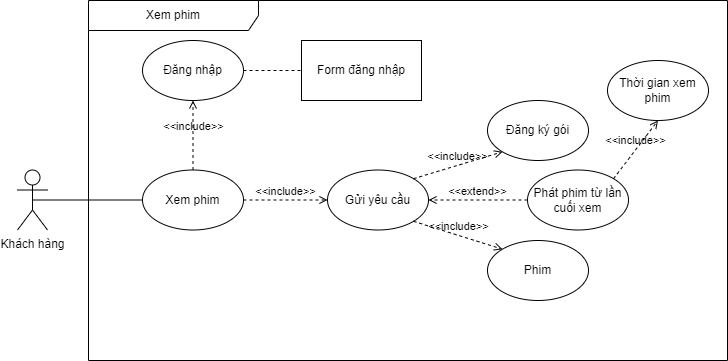 Xem phim
Đăng nhập
Form đăng nhập
Thời gian xem
phim
<<include>>
Đăng ký gói
<<include>>
<<include>>
Xem phim
<<include>>
Gửi yêu cầu
<<extend>>
Phát phim từ lần
cuối xem
<<include>>
Khách hảng
Phim